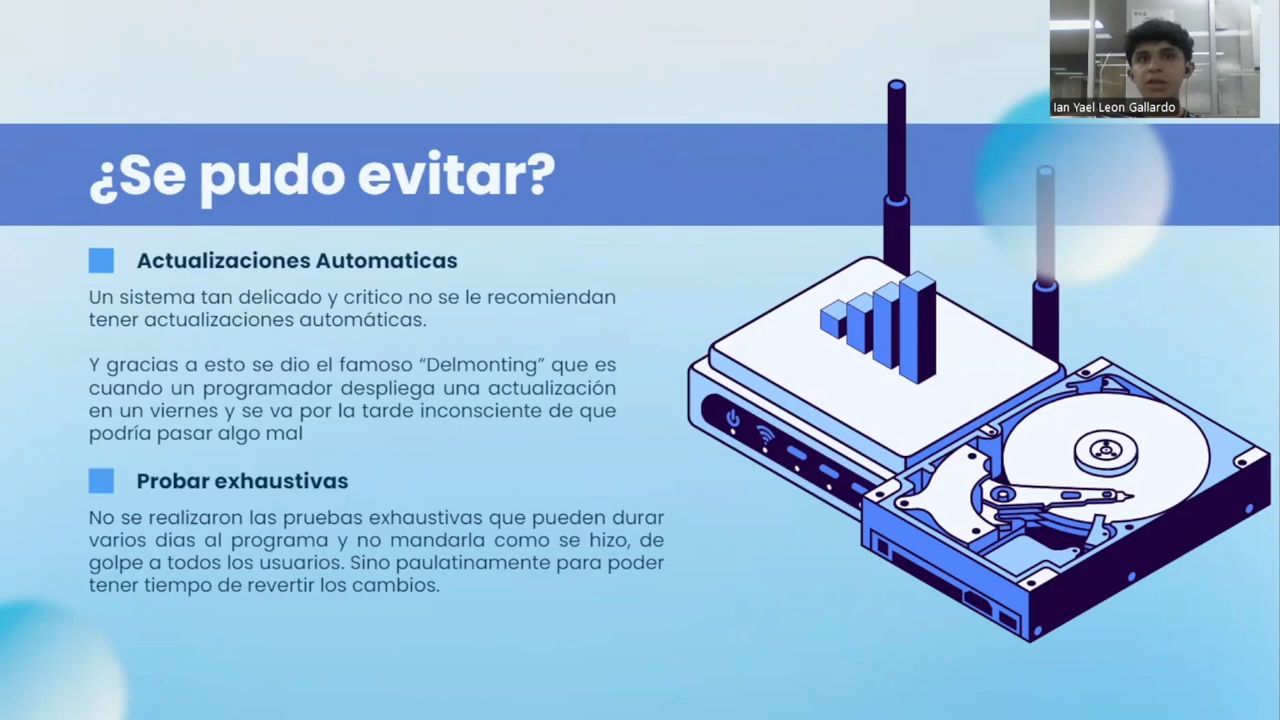 Ian Yael Leon Gallardo
¿Se pudo evitar?
Actualizaciones Automaticas
Un sistema tan delicado y critico no se le recomiendan
tener actualizaciones automáticas.
Y gracias a esto se dio el famoso “Delmonting” que es
cuando un programador despliega una actualización
en un viernes y se va por la tarde inconsciente de que
podría pasar algo mal
Probar exhaustivas
No se realizaron las pruebas exhaustivas que pueden durar
varios dias al programa y no mandarla como se hizo, de
golpe a todos los usuarios. Sino paulatinamente para poder
tener tiempo de revertir los cambios.